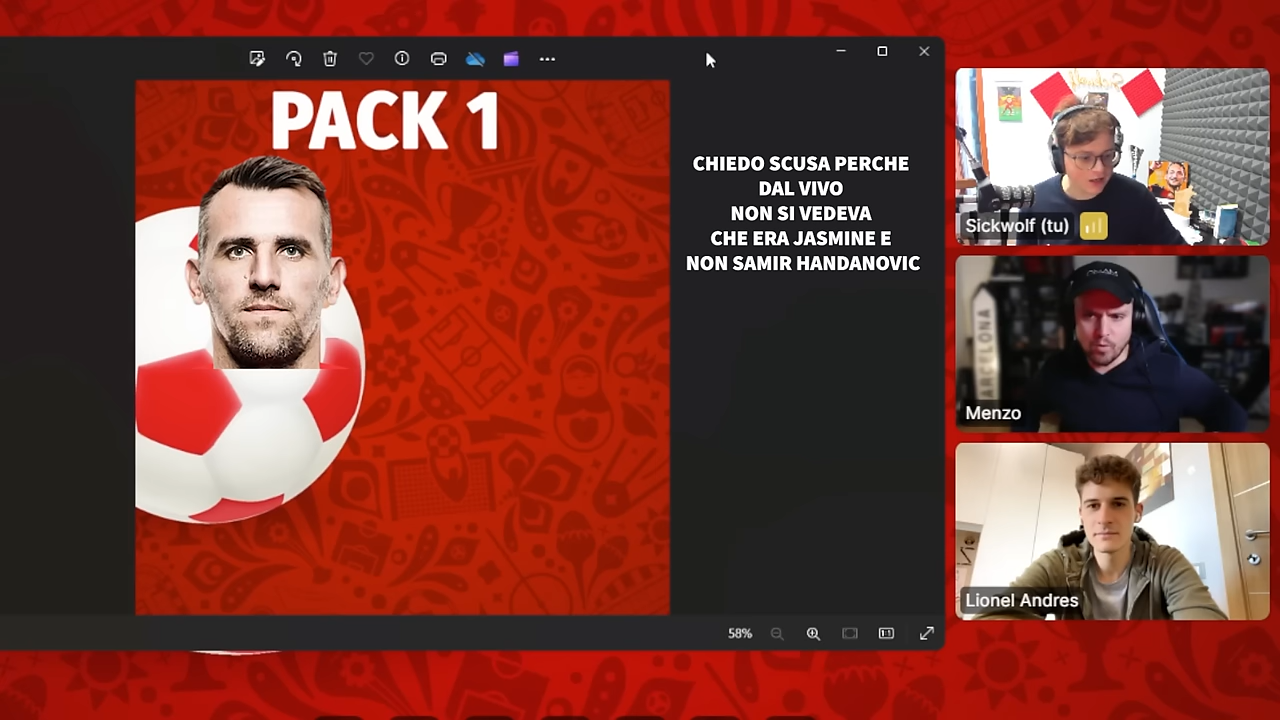 PACK 1
CHIEDO SCUSA PERCHE
DAL VIVO
NON SI VEDEVA
CHE ERA JASMINE E
NON SAMIR HANDANOVIC
58%
Sickwolf (tu)
ARCELONA
Menzo
Lionel Andres